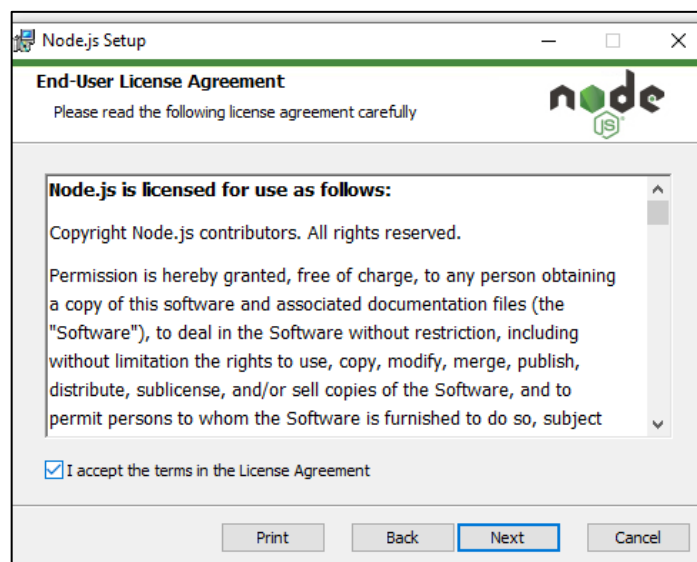 Node.js Setup
End-User License Agreement
Please read the following license agreement carefully
node
JS
Node.js is licensed for use as follows:
Copyright Node.js contributors. All rights reserved.
Permission is hereby granted, free of charge, to any person obtaining
a copy of this software and associated documentation files (the
"Software"), to deal in the Software without restriction, including
without limitation the rights to use, copy, modify, merge, publish,
distribute, sublicense, and/or sell copies of the Software, and to
permit persons to whom the Software is furnished to do so, subject
I accept the terms in the License Agreement
Print Back Next Cancel